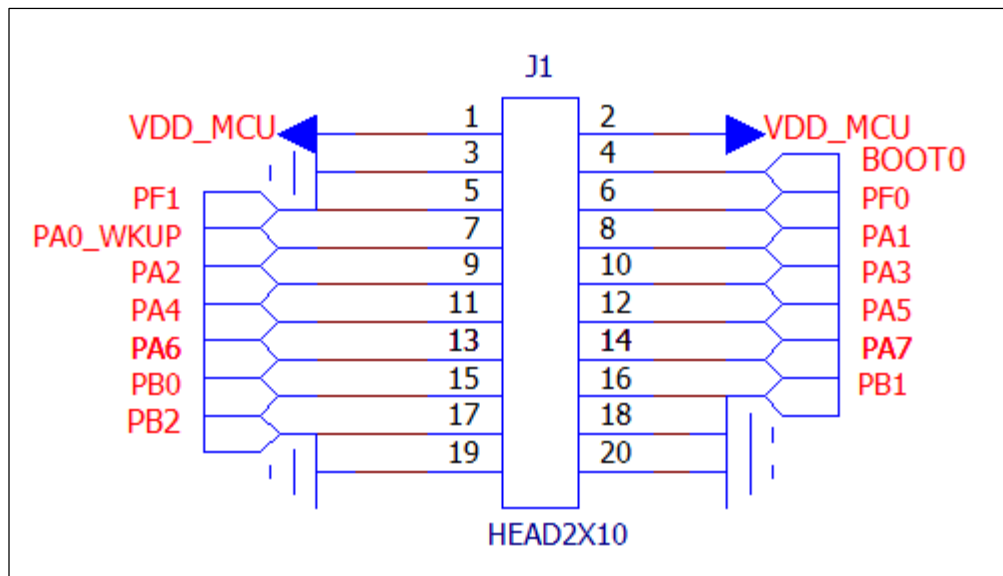 J1
VDD_MCU 1 2 VDD_MCU
3 4 BOOT0
PF1 5 6 PF0
PA0_WKUP 7 8 PA1
PA2 9 10 PA3
PA4 11 12 PA5
PA6 13 14 PA7
PB0 15 16 PB1
PB2 17 18
19 20
HEAD2X10